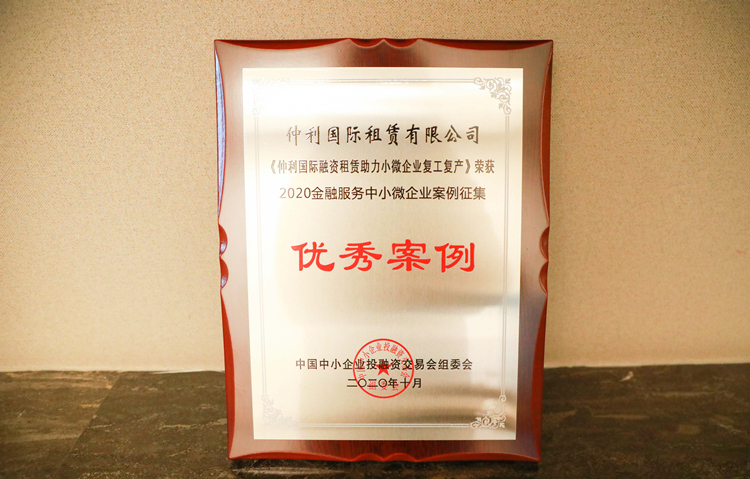 仲利国际租赁有限公司
《仲利国际融资租赁助力小微企业复工复产》荣获
2020金融服务中小微企业案例征集
优秀案例
中国中小企业投融资交易会组委会
二〇二〇年十月